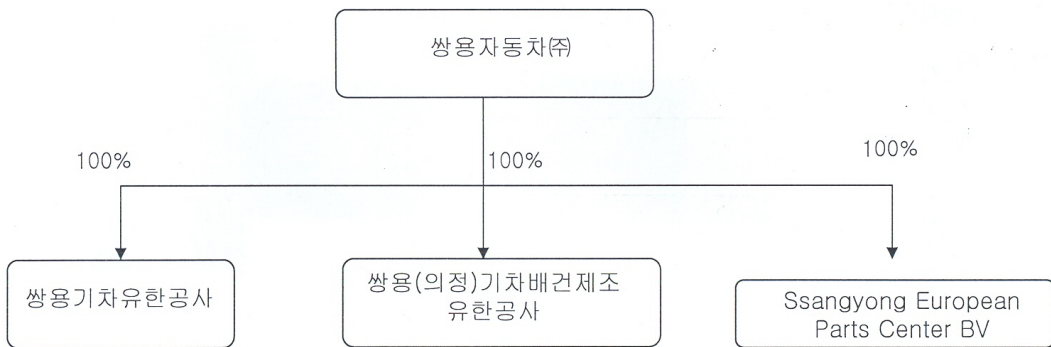 쌍용자동차㈜
100%
100%
100%
쌍용기차유한공사
쌍용(의정)기차배건제조
유한공사
Ssangyong European
Parts Center BV